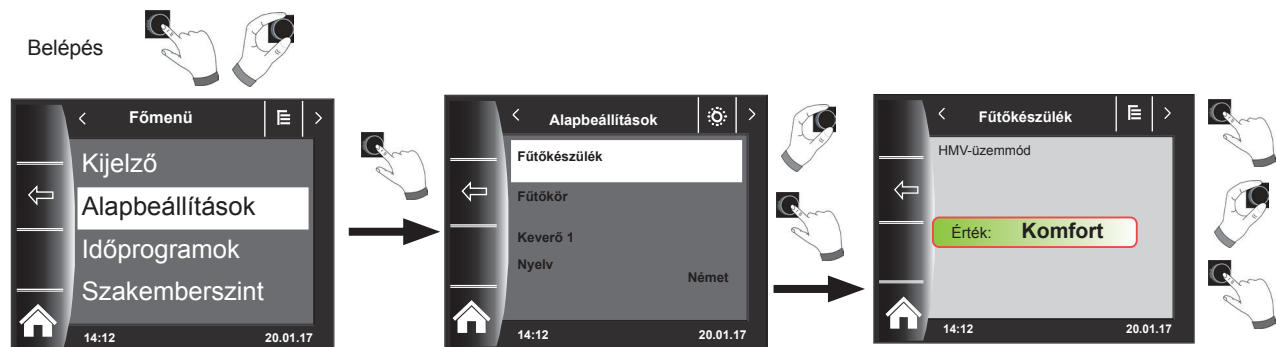 Belépés
Főmenü
Kijelző
Alapbeállítások
Időprogramok
Szakemberszint
14:12 20.01.17
Alapbeállítások
Fűtőkészülék
Fűtőkör
Keverő 1
Nyelv
Német
14:12 20.01.17
Fűtőkészülék
HMV-üzemmód
Érték: Komfort
14:12 20.01.17